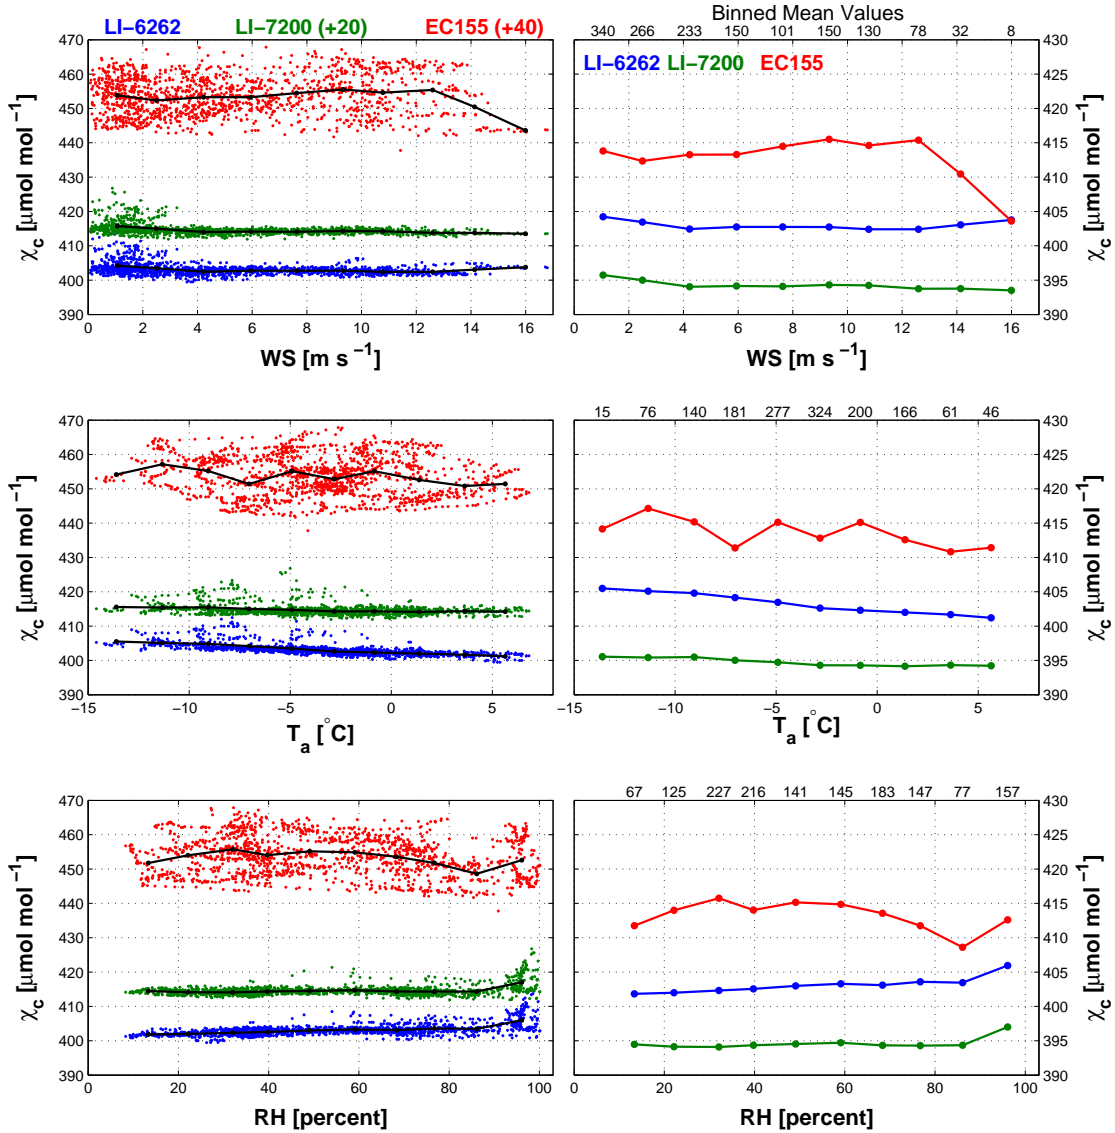 Binned Mean Values
LI−6262 LI−7200 (+20) EC155 (+40)
340 266 233 150 101 150 130 78 32 8
LI−6262 LI−7200 EC155
470 460 450 440 430 420 410 400 390
χc [μmol mol −1]
0 2 4 6 8 10 12 14 16
WS [m s −1]
430 425 420 415 410 405 400 395 390
χc [μmol mol −1]
0 2 4 6 8 10 12 14 16
WS [m s −1]
15 76 140 181 277 324 200 166 61 46
470 460 450 440 430 420 410 400 390
χc [μmol mol −1]
−15 −10 −5 0 5
Ta [°C]
430 425 420 415 410 405 400 395 390
χc [μmol mol −1]
−15 −10 −5 0 5
Ta [°C]
67 125 227 216 141 145 183 147 77 157
470 460 450 440 430 420 410 400 390
χc [μmol mol −1]
0 20 40 60 80 100
RH [percent]
430 425 420 415 410 405 400 395 390
χc [μmol mol −1]
0 20 40 60 80 100
RH [percent]